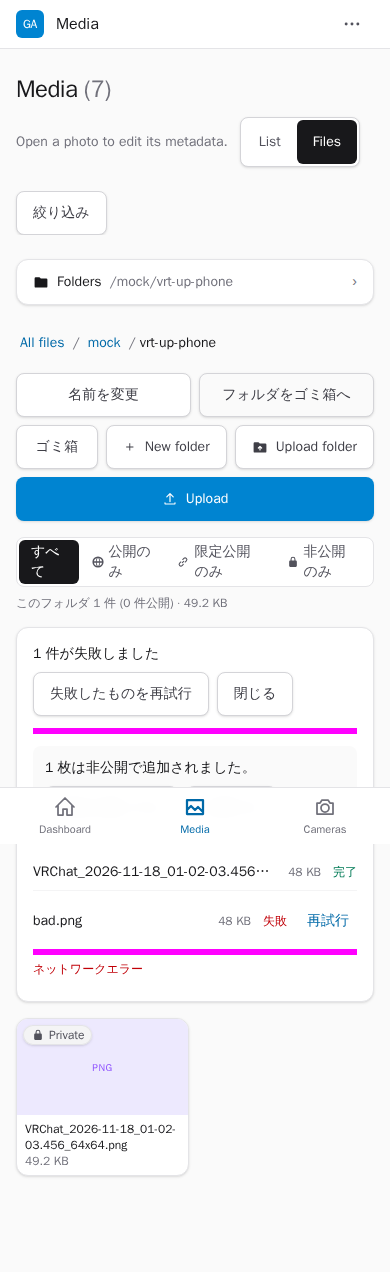 GA Media
Media (7)
Open a photo to edit its metadata. List Files
絞り込み
Folders /mock/vrt-up-phone ›
All files / mock / vrt-up-phone
名前を変更 フォルダをゴミ箱へ
ゴミ箱 + New folder Upload folder
Upload
すべて 公開のみ 限定公開のみ 非公開のみ
このフォルダ 1 件 (0 件公開) · 49.2 KB
1 件が失敗しました
失敗したものを再試行 閉じる
1 枚は非公開で追加されました。
Dashboard Media Cameras
VRChat_2026-11-18_01-02-03.456… 48 KB 完了
bad.png 48 KB 失敗 再試行
ネットワークエラー
Private
PNG
VRChat_2026-11-18_01-02-
03.456_64x64.png
49.2 KB